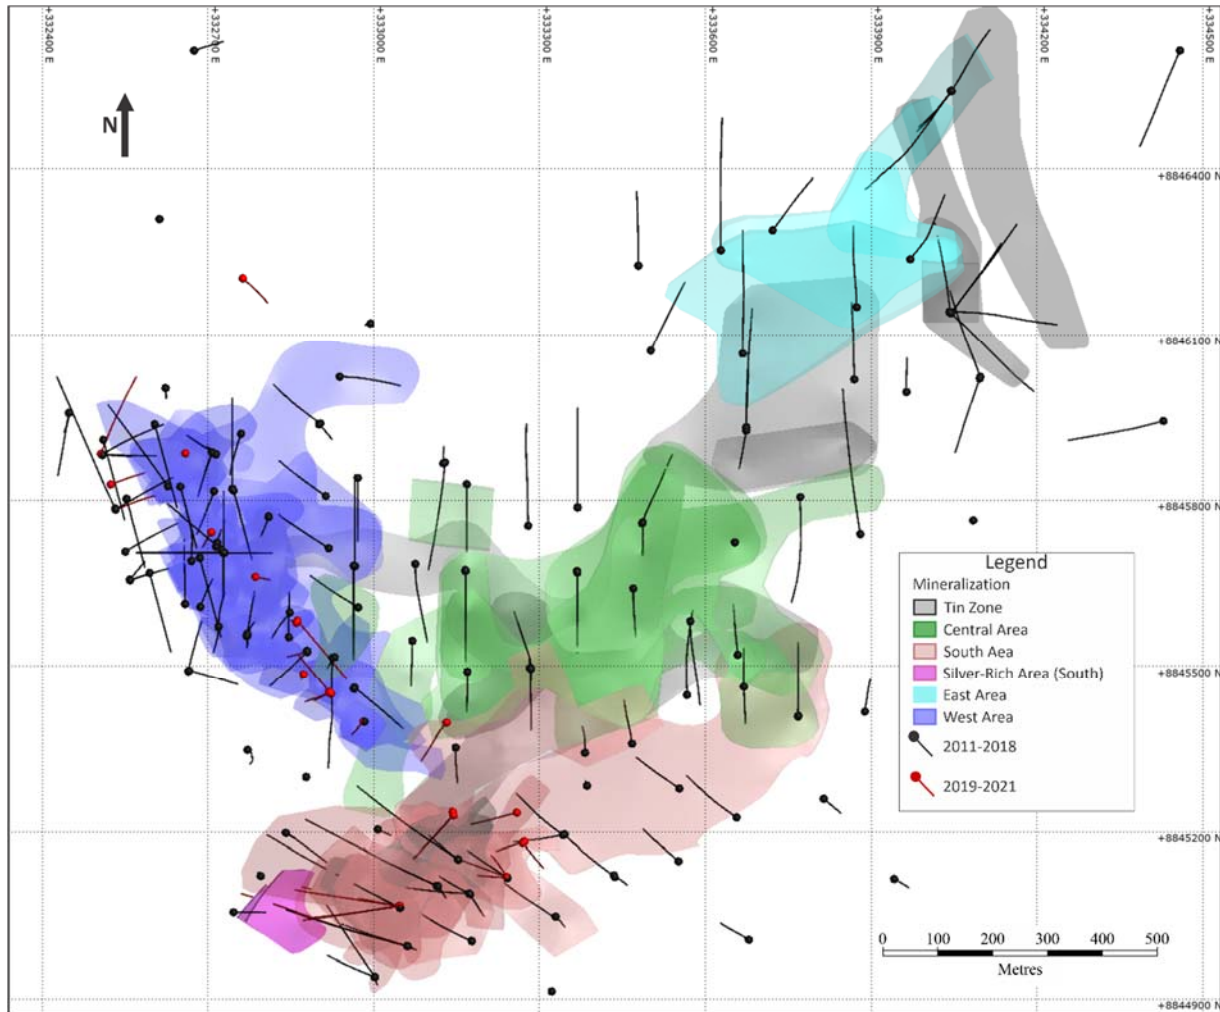 +332400 E
+332700 E
+333000 E
+333300 E
+333600 E
+333900 E
+334200 E
+334500 E
N
+8846400 N
+8846100 N
+8845800 N
Legend
Mineralization
Tin Zone
Central Area
South Aea
Silver-Rich Area (South)
East Area
West Area
2011-2018
2019-2021
+8845500 N
+8845200 N
0 100 200 300 400 500
Metres
+8844900 N